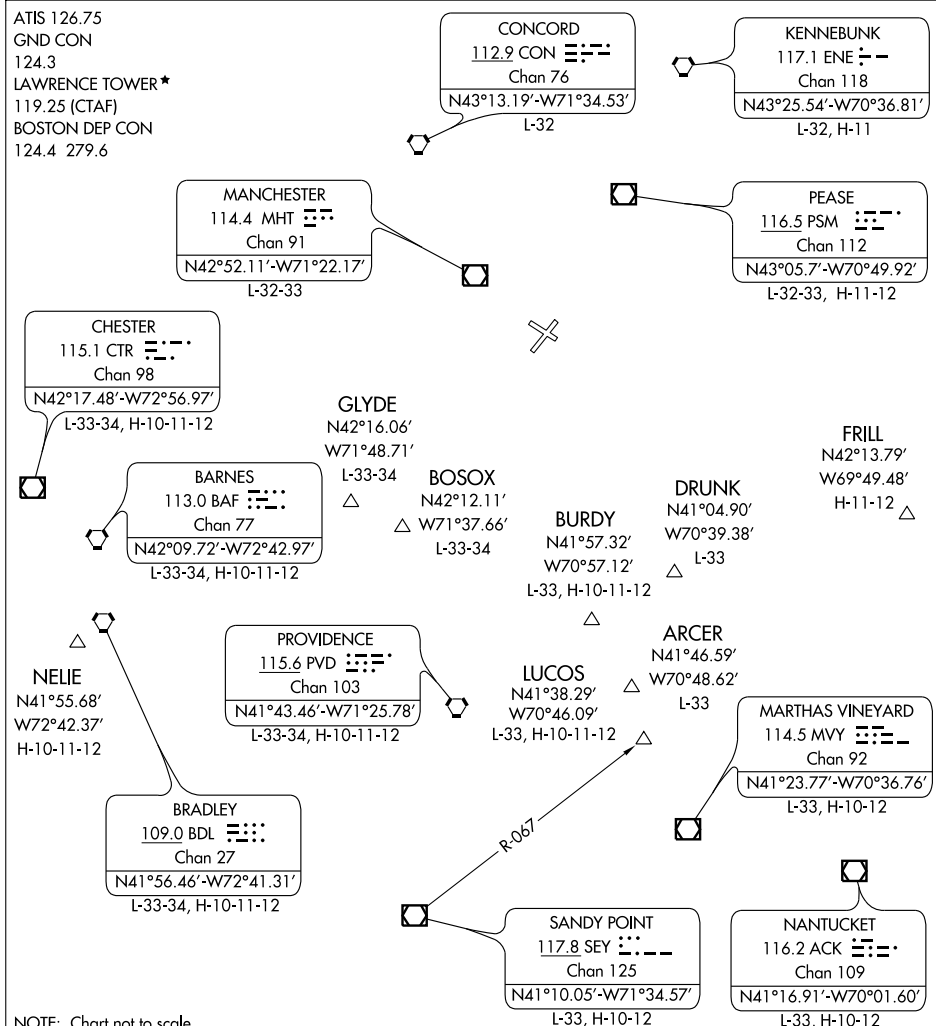 ATIS 126.75
GND CON
124.3
LAWRENCE TOWER★
119.25 (CTAF)
BOSTON DEP CON
124.4 279.6
CONCORD
112.9 CON
Chan 76
N43°13.19′-W71°34.53′
L-32
KENNEBUNK
117.1 ENE
Chan 118
N43°25.54′-W70°36.81′
L-32, H-11
MANCHESTER
114.4 MHT
Chan 91
N42°52.11′-W71°22.17′
L-32-33
PEASE
116.5 PSM
Chan 112
N43°05.7′-W70°49.92′
L-32-33, H-11-12
CHESTER
115.1 CTR
Chan 98
N42°17.48′-W72°56.97′
L-33-34, H-10-11-12
GLYDE
N42°16.06′
W71°48.71′
L-33-34
BARNES
113.0 BAF
Chan 77
N42°09.72′-W72°42.97′
L-33-34, H-10-11-12
BOSOX
N42°12.11′
W71°37.66′
L-33-34
BURDY
N41°57.32′
W70°57.12′
L-33, H-10-11-12
DRUNK
N41°04.90′
W70°39.38′
L-33
FRILL
N42°13.79′
W69°49.48′
H-11-12
NELIE
N41°55.68′
W72°42.37′
H-10-11-12
PROVIDENCE
115.6 PVD
Chan 103
N41°43.46′-W71°25.78′
L-33-34, H-10-11-12
LUCOS
N41°38.29′
W70°46.09′
L-33, H-10-11-12
ARCER
N41°46.59′
W70°48.62′
L-33
MARTHAS VINEYARD
114.5 MVY
Chan 92
N41°23.77′-W70°36.76′
L-33, H-10-12
BRADLEY
109.0 BDL
Chan 27
N41°56.46′-W72°41.31′
L-33-34, H-10-11-12
R-067
SANDY POINT
117.8 SEY
Chan 125
N41°10.05′-W71°34.57′
L-33, H-10-12
NANTUCKET
116.2 ACK
Chan 109
N41°16.91′-W70°01.60′
L-33, H-10-12
NOTE: Chart not to scale